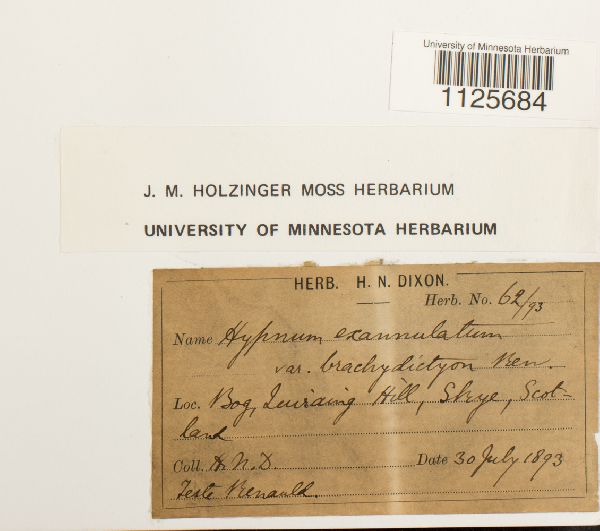 University of Minnesota Herbarium
1125684
J. M. HOLZINGER MOSS HERBARIUM
UNIVERSITY OF MINNESOTA HERBARIUM
HERB. H. N. DIXON.
Herb. No. 62/93
Name Hypnum exannulatum
var. brachydictyon Ren.
Loc. Bog, Quiraing Hill, Skye, Scot-
land
Coll. H. N. D Date 30 July 1893
Teste Renauld.